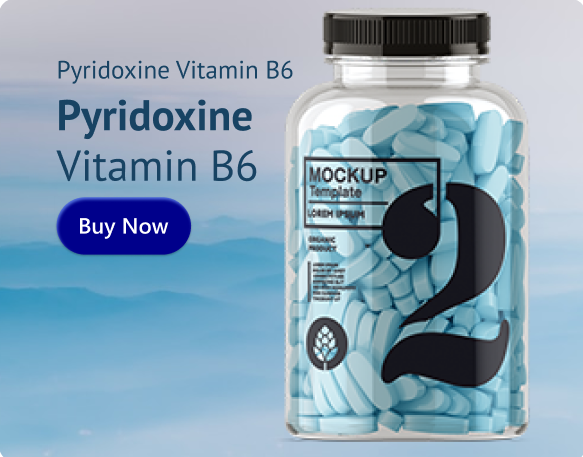 Pyridoxine Vitamin B6
Pyridoxine
Vitamin B6
Buy Now
MOCKUP
Template
LOREM IPSUM
ORGANIC
PRODUCT
2